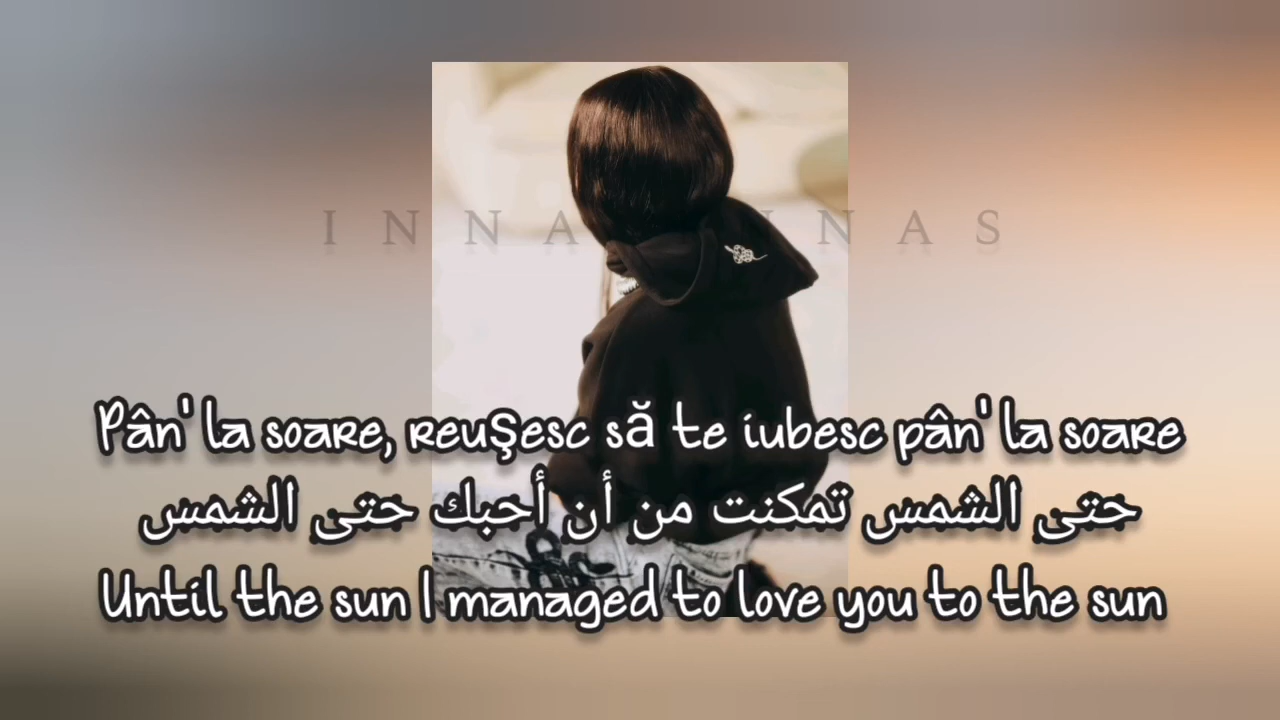 INNA INAS
Pân' la soare, reuşesc să te iubesc pân' la soare
حتى الشمس تمكنت من أن أحبك حتى الشمس
Until the sun I managed to love you to the sun